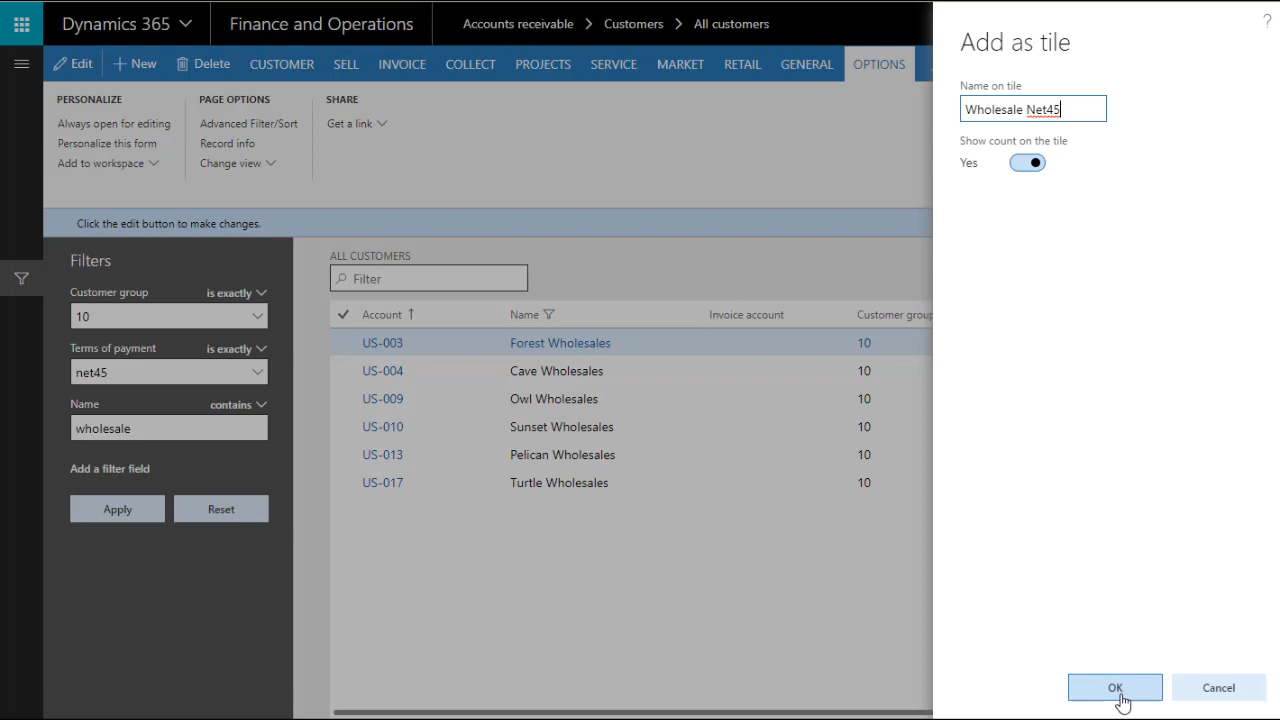 Dynamics 365
Finance and Operations
Accounts receivable > Customers > All customers
?
Edit
New
Delete
CUSTOMER
SELL
INVOICE
COLLECT
PROJECTS
SERVICE
MARKET
RETAIL
GENERAL
OPTIONS
PERSONALIZE
Always open for editing
Personalize this form
Add to workspace
PAGE OPTIONS
Advanced Filter/Sort
Record info
Change view
SHARE
Get a link
Click the edit button to make changes.
Filters
Customer group is exactly
10
Terms of payment is exactly
net45
Name contains
wholesale
Add a filter field
Apply Reset
ALL CUSTOMERS
Filter
Account Name Invoice account Customer group
US-003 Forest Wholesales 10
US-004 Cave Wholesales 10
US-009 Owl Wholesales 10
US-010 Sunset Wholesales 10
US-013 Pelican Wholesales 10
US-017 Turtle Wholesales 10
Add as tile
Name on tile
Wholesale Net45
Show count on the tile
Yes
OK Cancel